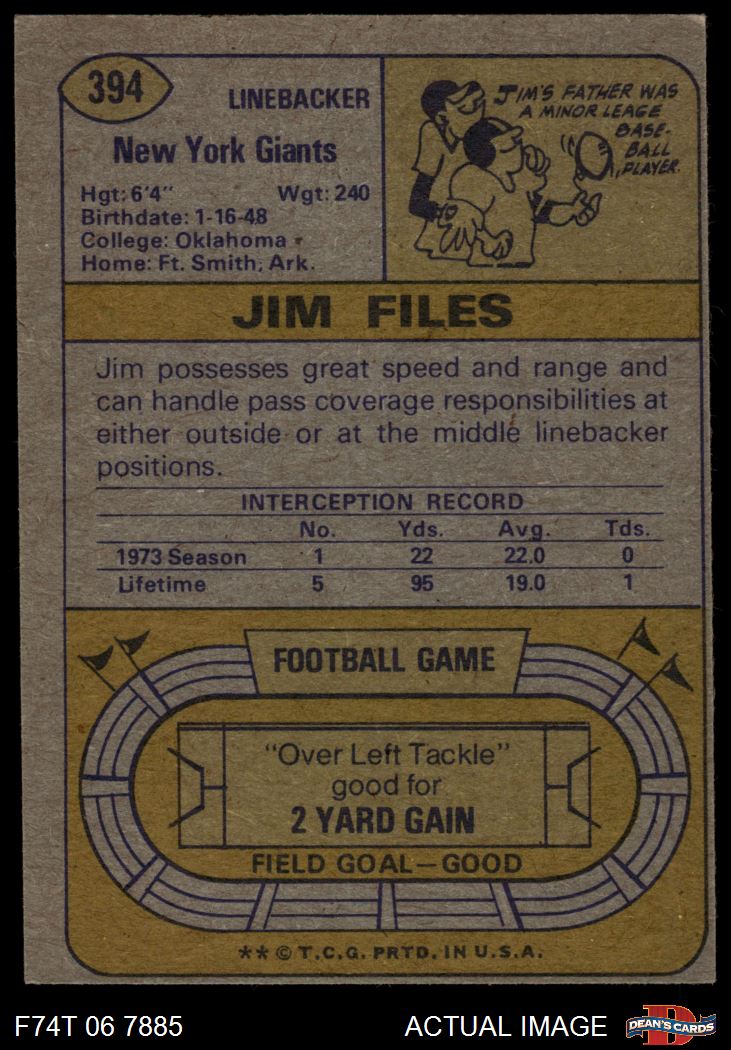 394
LINEBACKER
New York Giants
Hgt: 6'4" Wgt: 240
Birthdate: 1-16-48
College: Oklahoma
Home: Ft. Smith, Ark.
JIM'S FATHER WAS
A MINOR LEAGE
BASE-
BALL
PLAYER.
JIM FILES
Jim possesses great speed and range and
can handle pass coverage responsibilities at
either outside or at the middle linebacker
positions.
INTERCEPTION RECORD
No. Yds. Avg. Tds.
1973 Season 1 22 22.0 0
Lifetime 5 95 19.0 1
FOOTBALL GAME
"Over Left Tackle"
good for
2 YARD GAIN
FIELD GOAL—GOOD
** © T.C.G. PRTD. IN U.S.A.
F74T 06 7885 ACTUAL IMAGE
D
DEAN'S CARDS